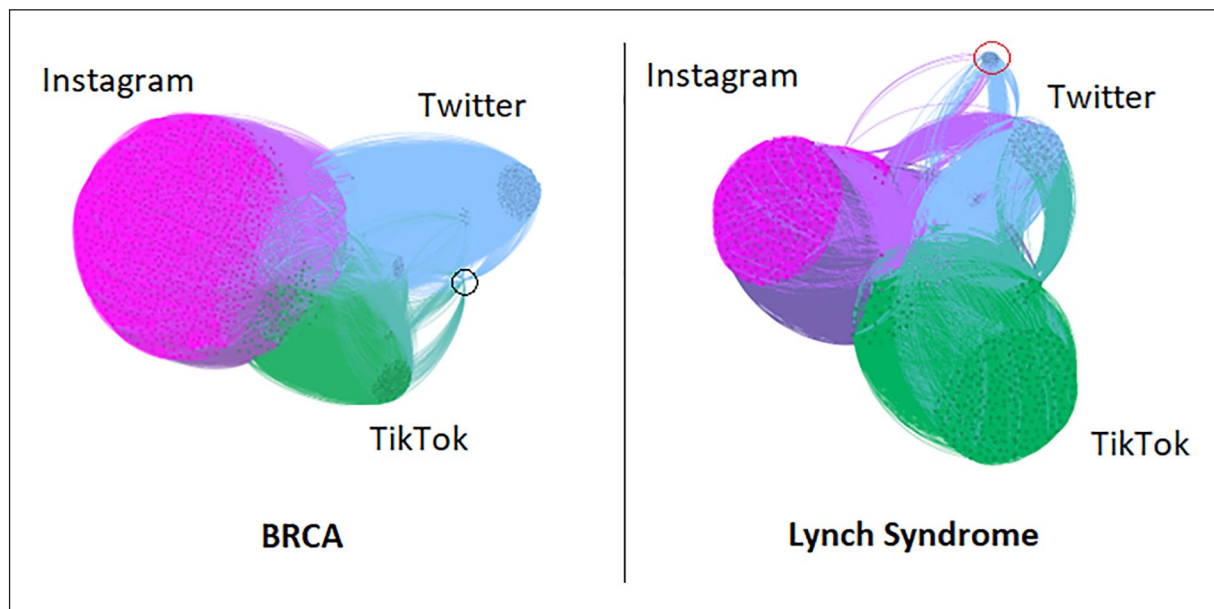 Instagram
Twitter
TikTok
BRCA
Instagram
Twitter
TikTok
Lynch Syndrome